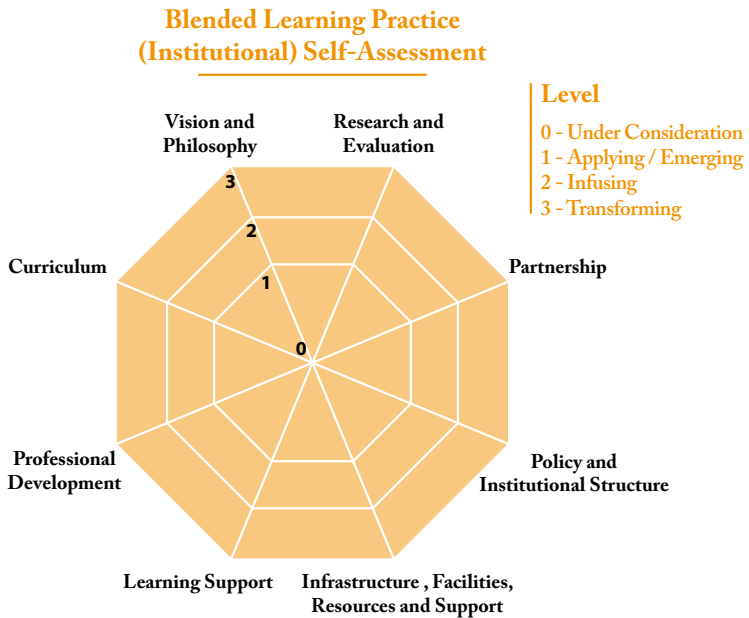 Blended Learning Practice
(Institutional) Self-Assessment
Level
0 - Under Consideration
1 - Applying / Emerging
2 - Infusing
3 - Transforming
Vision and
Philosophy
Research and
Evaluation
3
2
1
0
Curriculum
Partnership
Professional
Development
Policy and
Institutional Structure
Learning Support
Infrastructure , Facilities,
Resources and Support